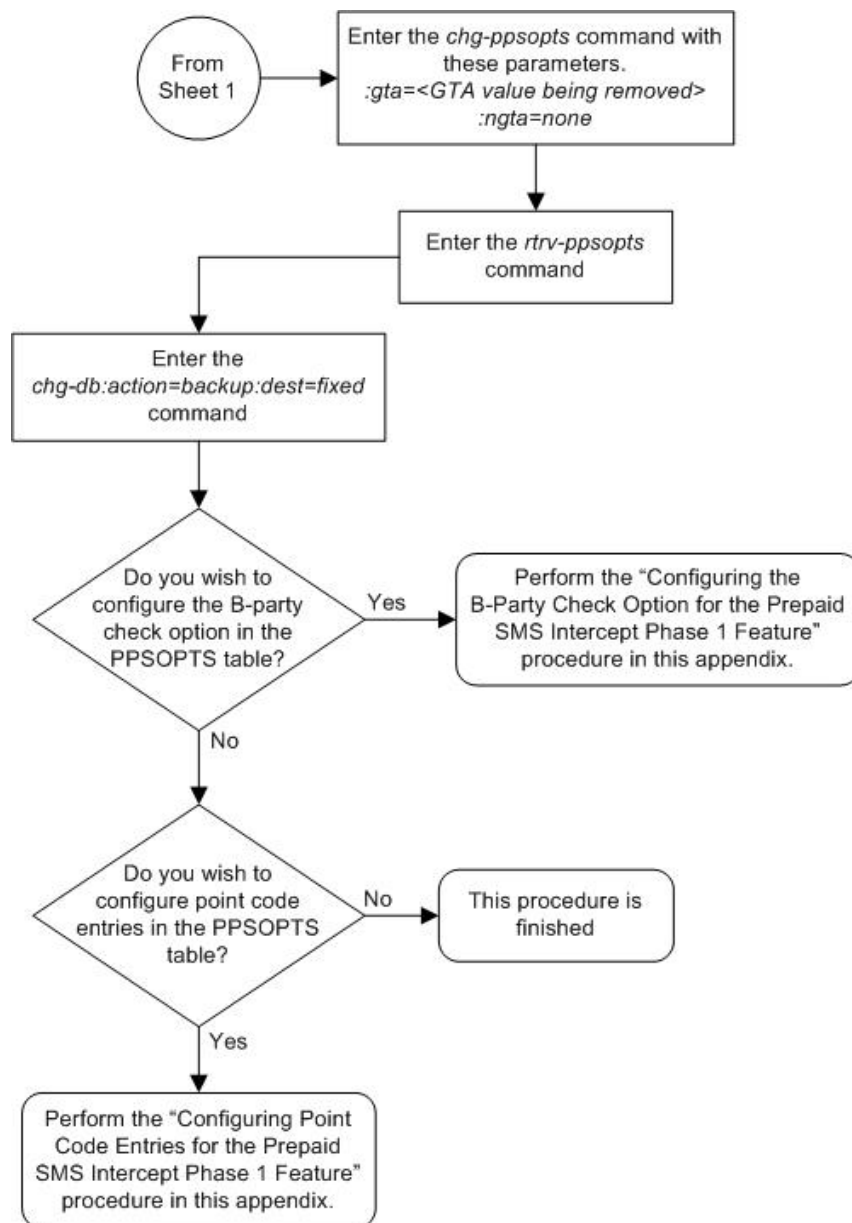 From
Sheet 1
Enter the chg-ppsopts command with
these parameters.
:gta=<GTA value being removed>
:ngta=none
Enter the rtrv-ppsopts
command
Enter the
chg-db:action=backup:dest=fixed
command
Do you wish to
configure the B-party
check option in the
PPSOPTS table?
Yes
Perform the “Configuring the
B-Party Check Option for the Prepaid
SMS Intercept Phase 1 Feature”
procedure in this appendix.
No
Do you wish to
configure point code
entries in the PPSOPTS
table?
No
This procedure is
finished
Yes
Perform the “Configuring Point
Code Entries for the Prepaid
SMS Intercept Phase 1 Feature”
procedure in this appendix.